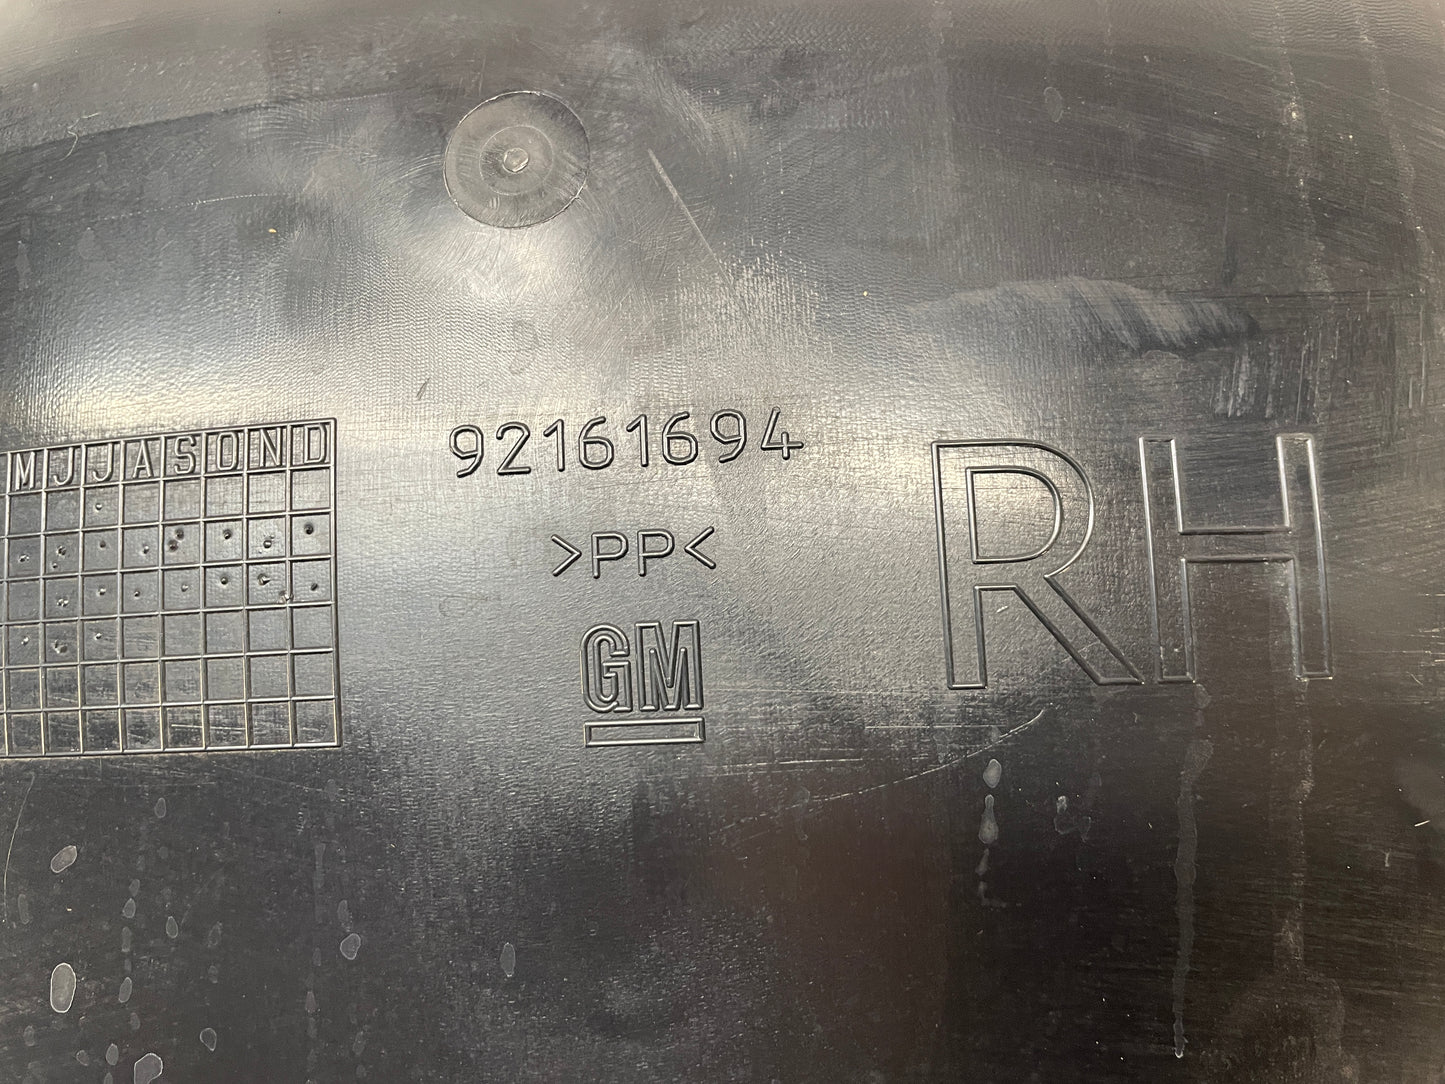 MJJASOND
92161694
>PP<
GM
RH